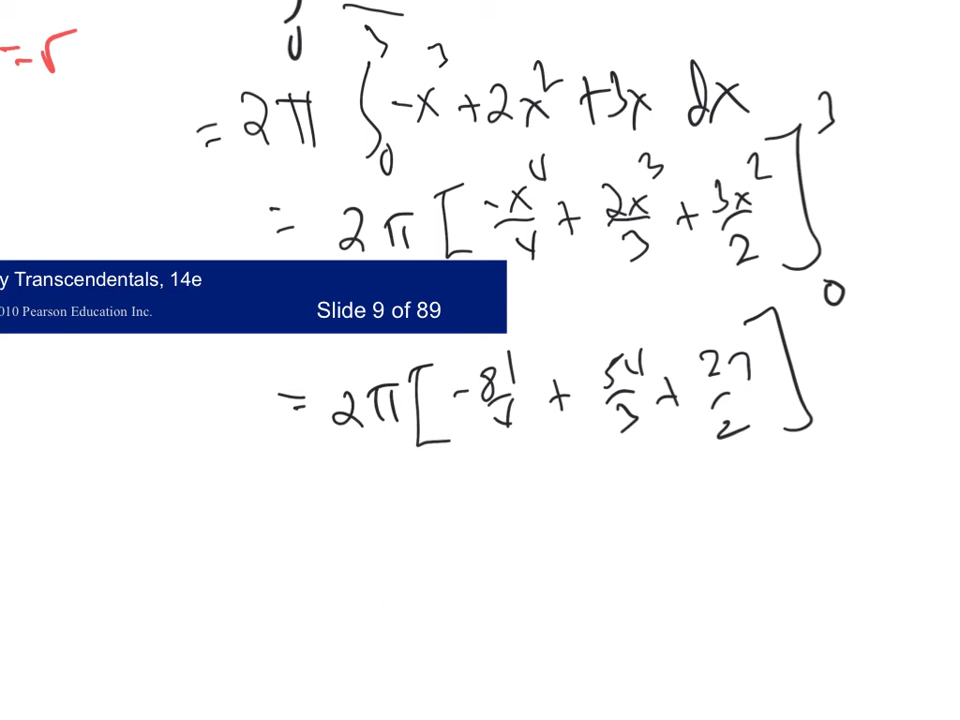 0
= r
= 2π ∫₀³ -x³ + 2x² + 3x dx
= 2π [ -x⁴/4 + 2x³/3 + 3x²/2 ]₀³
y Transcendentals, 14e
010 Pearson Education Inc.
Slide 9 of 89
= 2π [ -81/4 + 54/3 + 27/2 ]